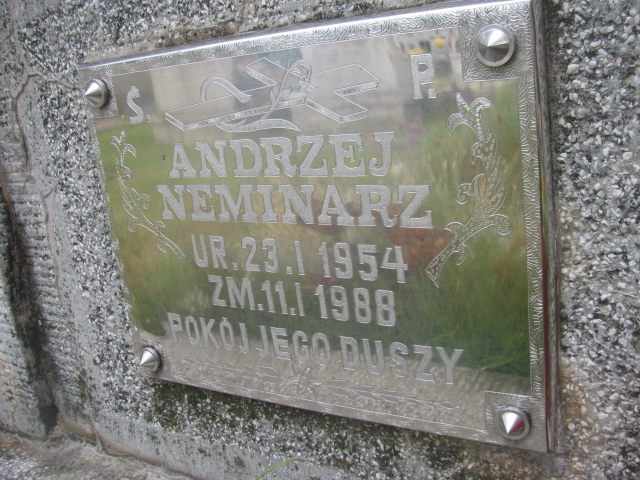 Ś. P.
ANDRZEJ
NEMINARZ
UR. 23. I 1954
ZM. 11. I 1988
POKÓJ JEGO DUSZY